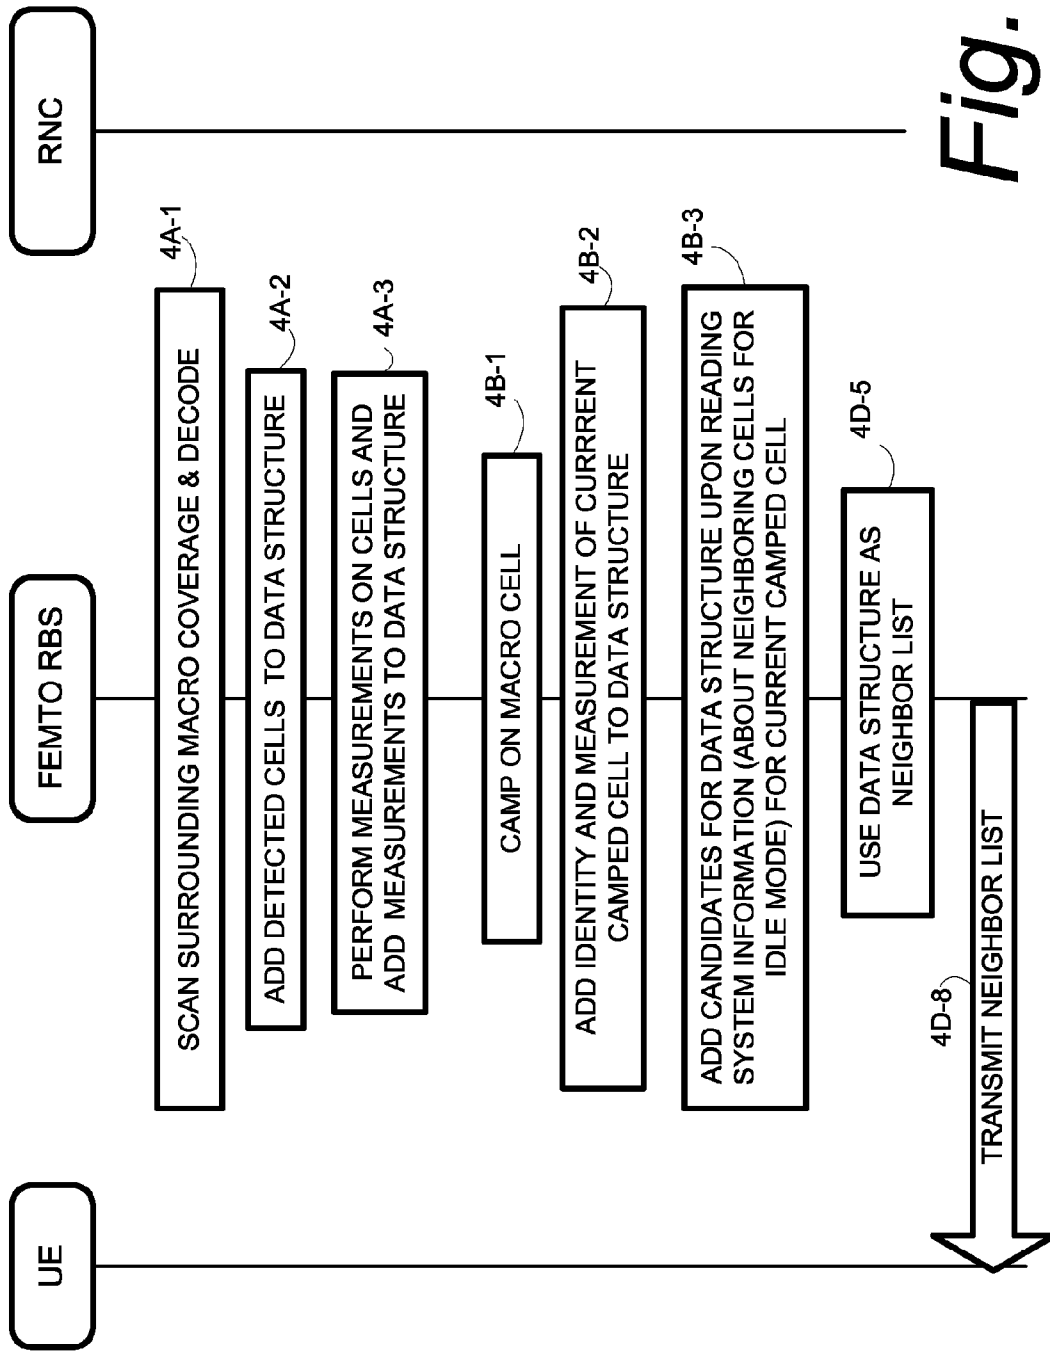 UE
FEMTO RBS
RNC
4A-1
SCAN SURROUNDING MACRO COVERAGE & DECODE
4A-2
ADD DETECTED CELLS TO DATA STRUCTURE
4A-3
PERFORM MEASUREMENTS ON CELLS AND
ADD MEASUREMENTS TO DATA STRUCTURE
4B-1
CAMP ON MACRO CELL
4B-2
ADD IDENTITY AND MEASUREMENT OF CURRRENT
CAMPED CELL TO DATA STRUCTURE
4B-3
ADD CANDIDATES FOR DATA STRUCTURE UPON READING
SYSTEM INFORMATION (ABOUT NEIGHBORING CELLS FOR
IDLE MODE) FOR CURRENT CAMPED CELL
4D-5
USE DATA STRUCTURE AS
NEIGHBOR LIST
4D-8
TRANSMIT NEIGHBOR LIST
Fig.